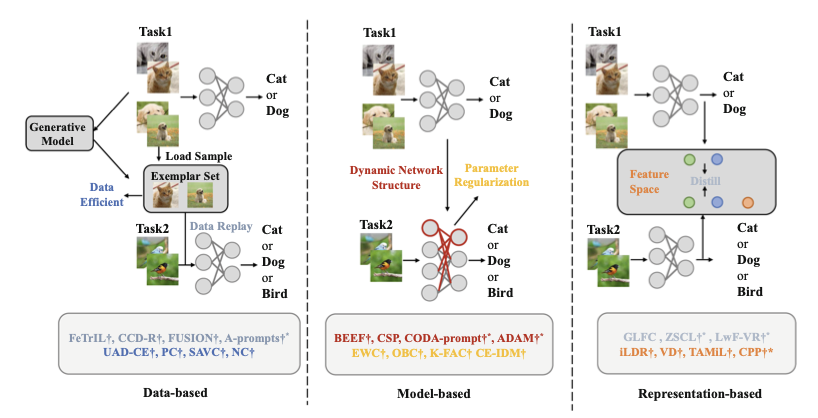 Task1
Cat
or
Dog
Generative
Model
Load Sample
Exemplar Set
Data
Efficient
Task2
Data Replay
Cat
or
Dog
or
Bird
FeTrIL†, CCD-R†, FUSION†, A-prompts†*
UAD-CE†, PC†, SAVC†, NC†
Data-based
Task1
Cat
or
Dog
Dynamic Network
Structure
Parameter
Regularization
Task2
Cat
or
Dog
or
Bird
BEEF†, CSP, CODA-prompt†*, ADAM†*
EWC†, OBC†, K-FAC† CE-IDM†
Model-based
Task1
Cat
or
Dog
Feature
Space
Distill
Task2
Cat
or
Dog
or
Bird
GLFC , ZSCL†*, LwF-VR†*
iLDR†, VD†, TAMiL†, CPP†*
Representation-based